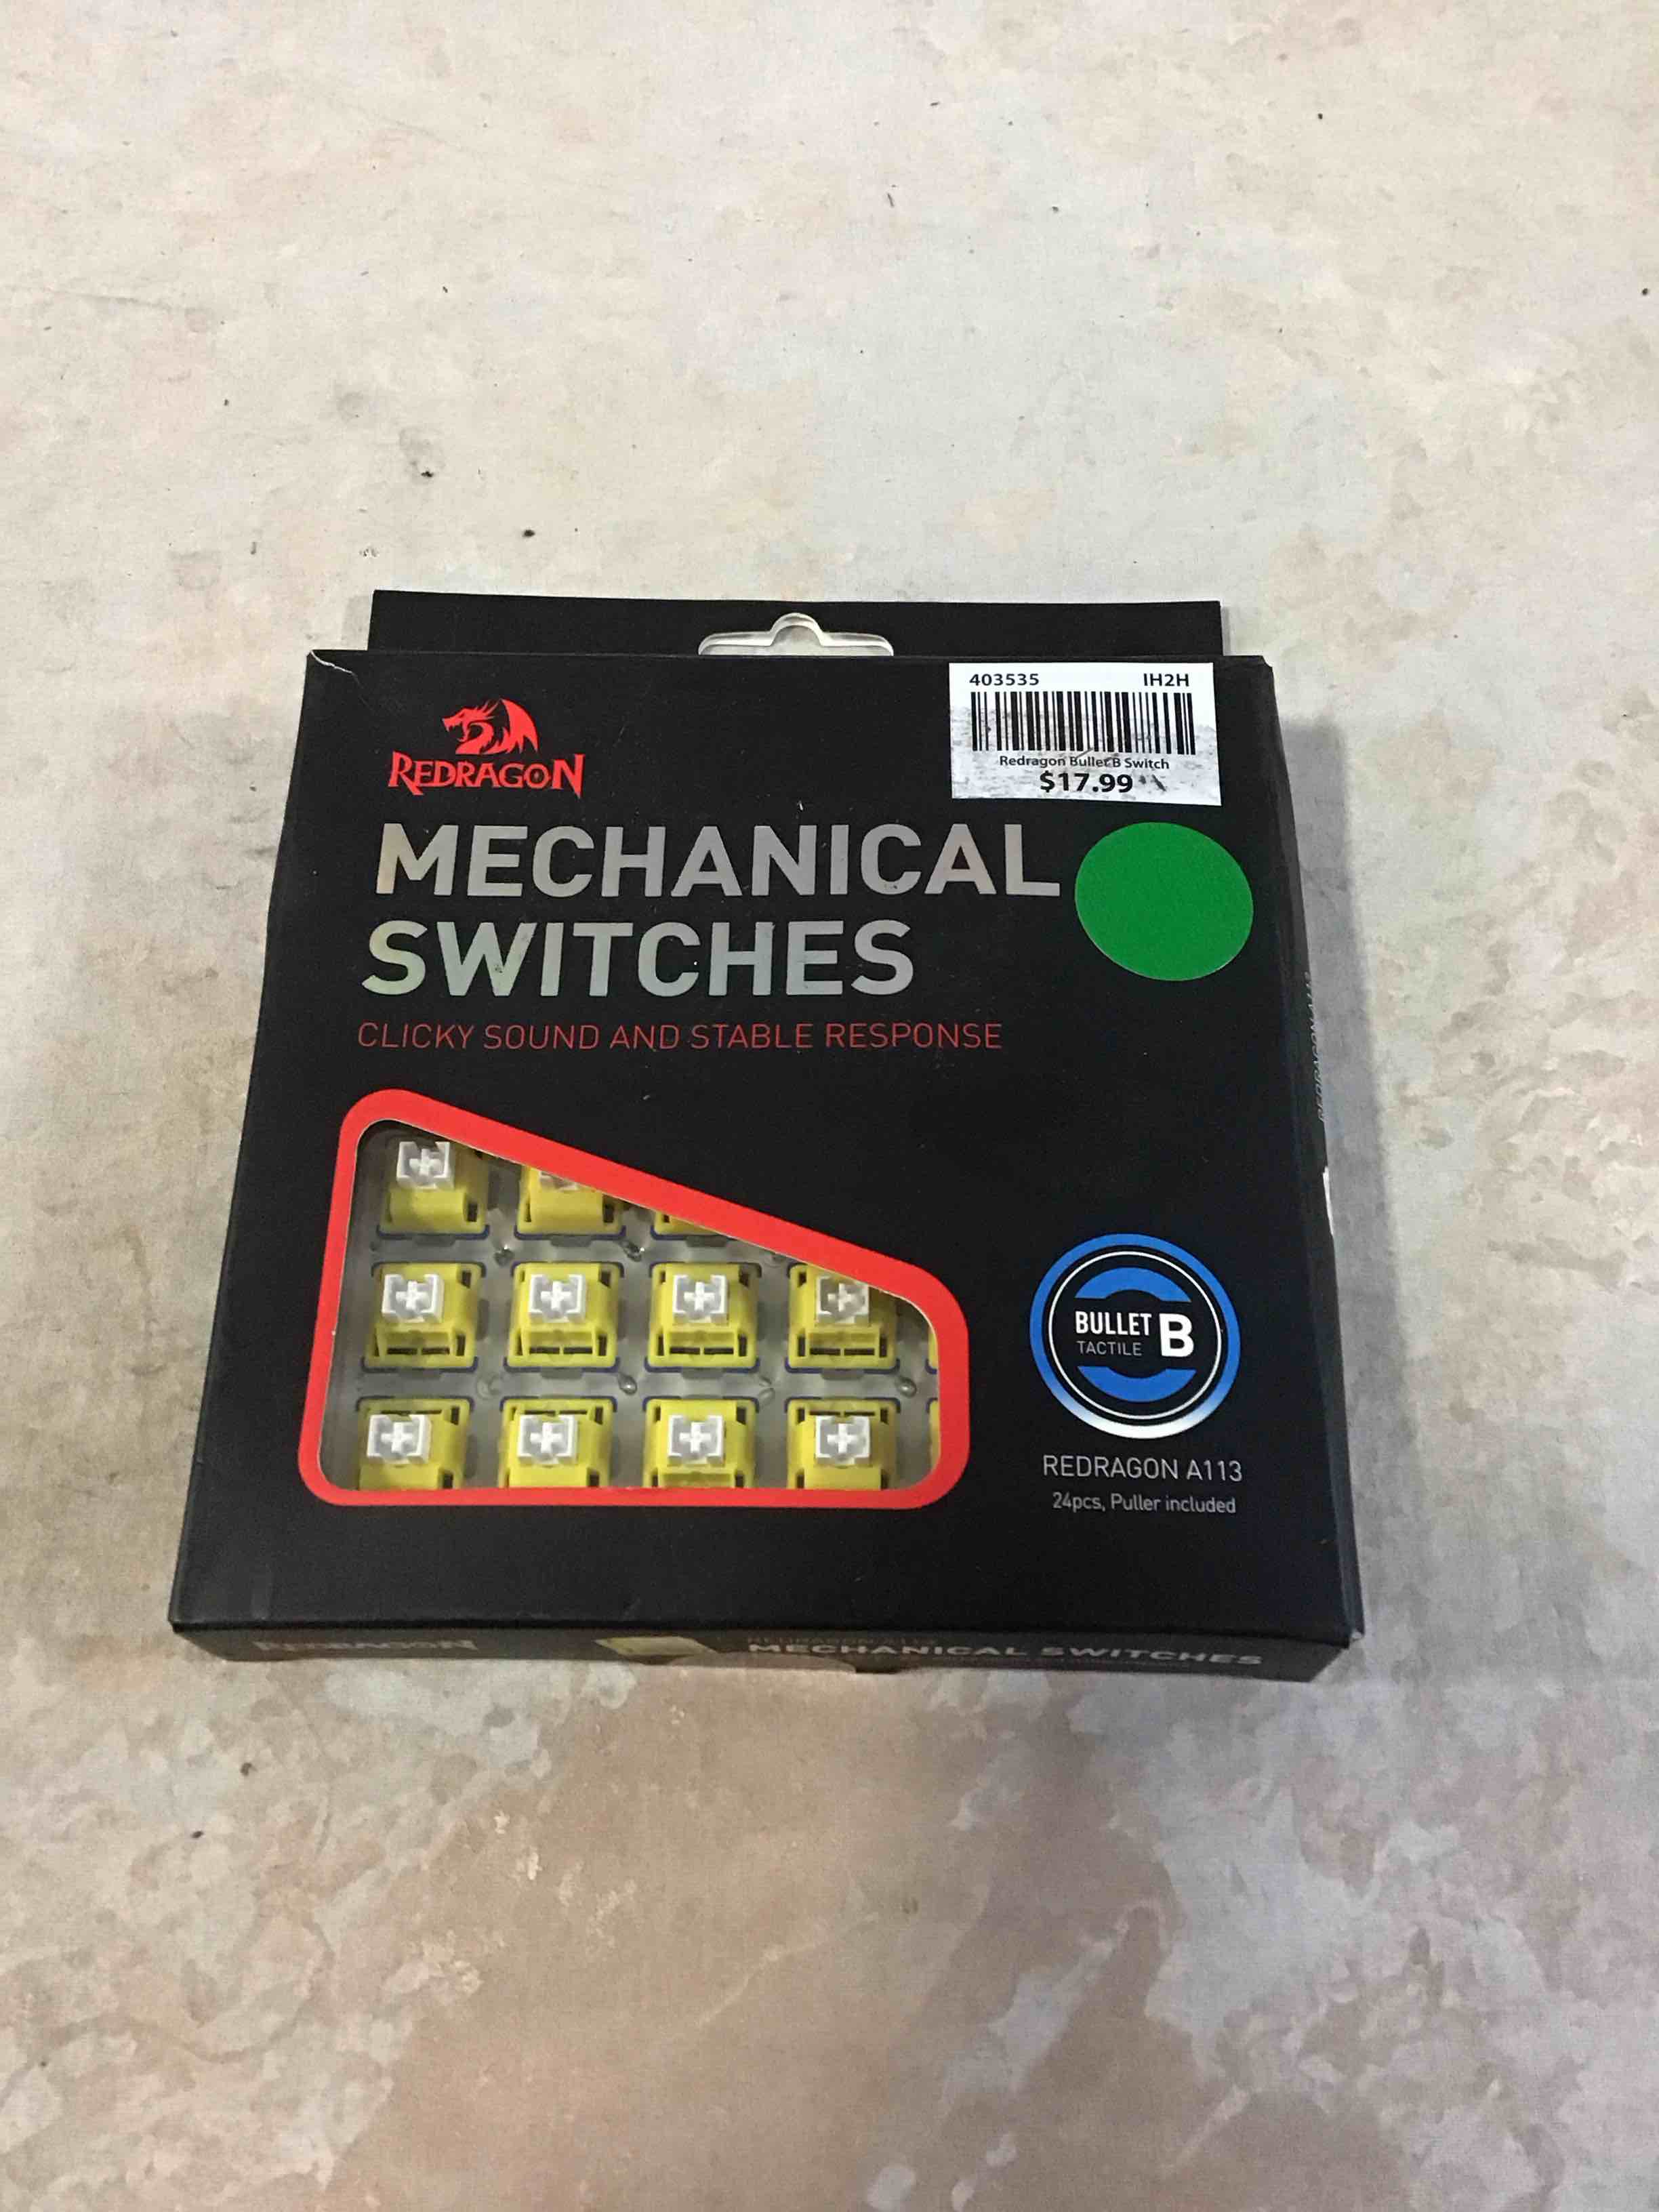 403535 IH2H
Redragon Bullet B Switch
$17.99
REDRAGON
MECHANICAL
SWITCHES
CLICKY SOUND AND STABLE RESPONSE
BULLET B
TACTILE
REDRAGON A113
24pcs, Puller included
REDRAGON
MECHANICAL SWITCHES